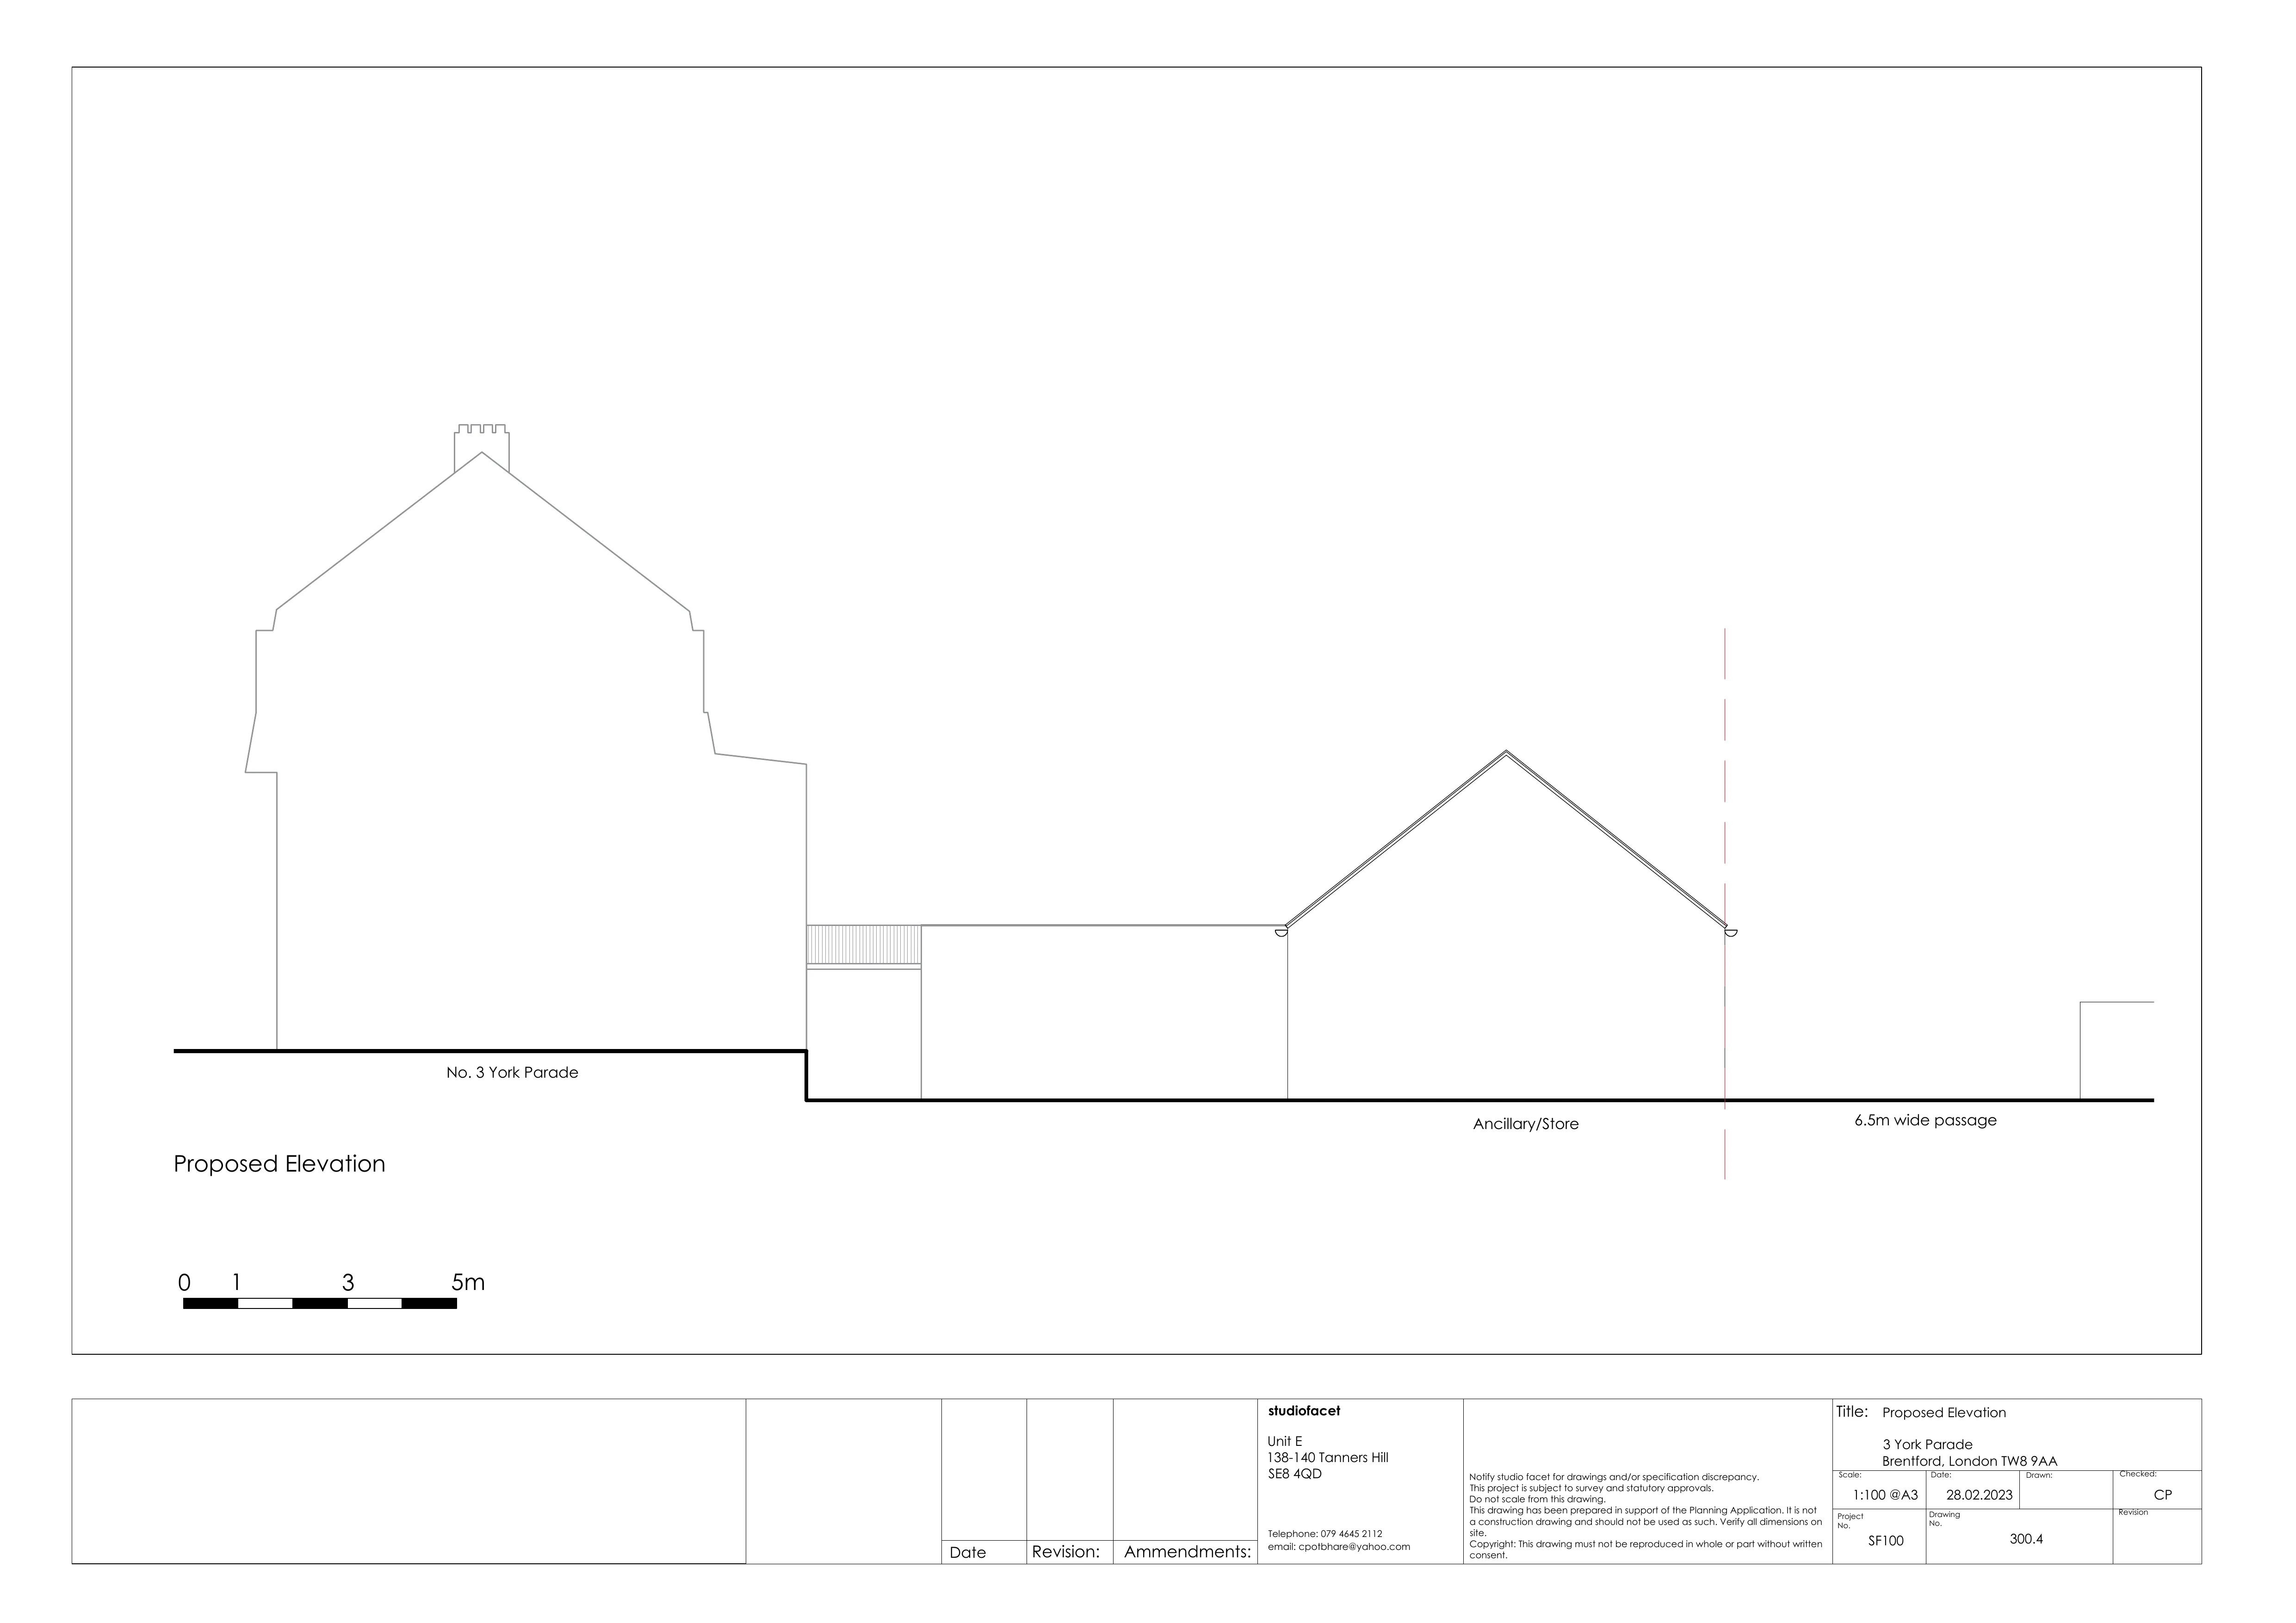 No. 3 York Parade
Ancillary/Store
6.5m wide passage
Proposed Elevation
0 1 3 5m
Date
Revision:
Ammendments:
studiofacet
Unit E
138-140 Tanners Hill
SE8 4QD
Telephone: 079 4645 2112
email: cpotbhare@yahoo.com
Notify studio facet for drawings and/or specification discrepancy.
This project is subject to survey and statutory approvals.
Do not scale from this drawing.
This drawing has been prepared in support of the Planning Application. It is not
a construction drawing and should not be used as such. Verify all dimensions on
site.
Copyright: This drawing must not be reproduced in whole or part without written
consent.
Title: Proposed Elevation
3 York Parade
Brentford, London TW8 9AA
Scale:
1:100 @A3
Date:
28.02.2023
Drawn:
Checked:
CP
Project
No.
SF100
Drawing
No.
300.4
Revision